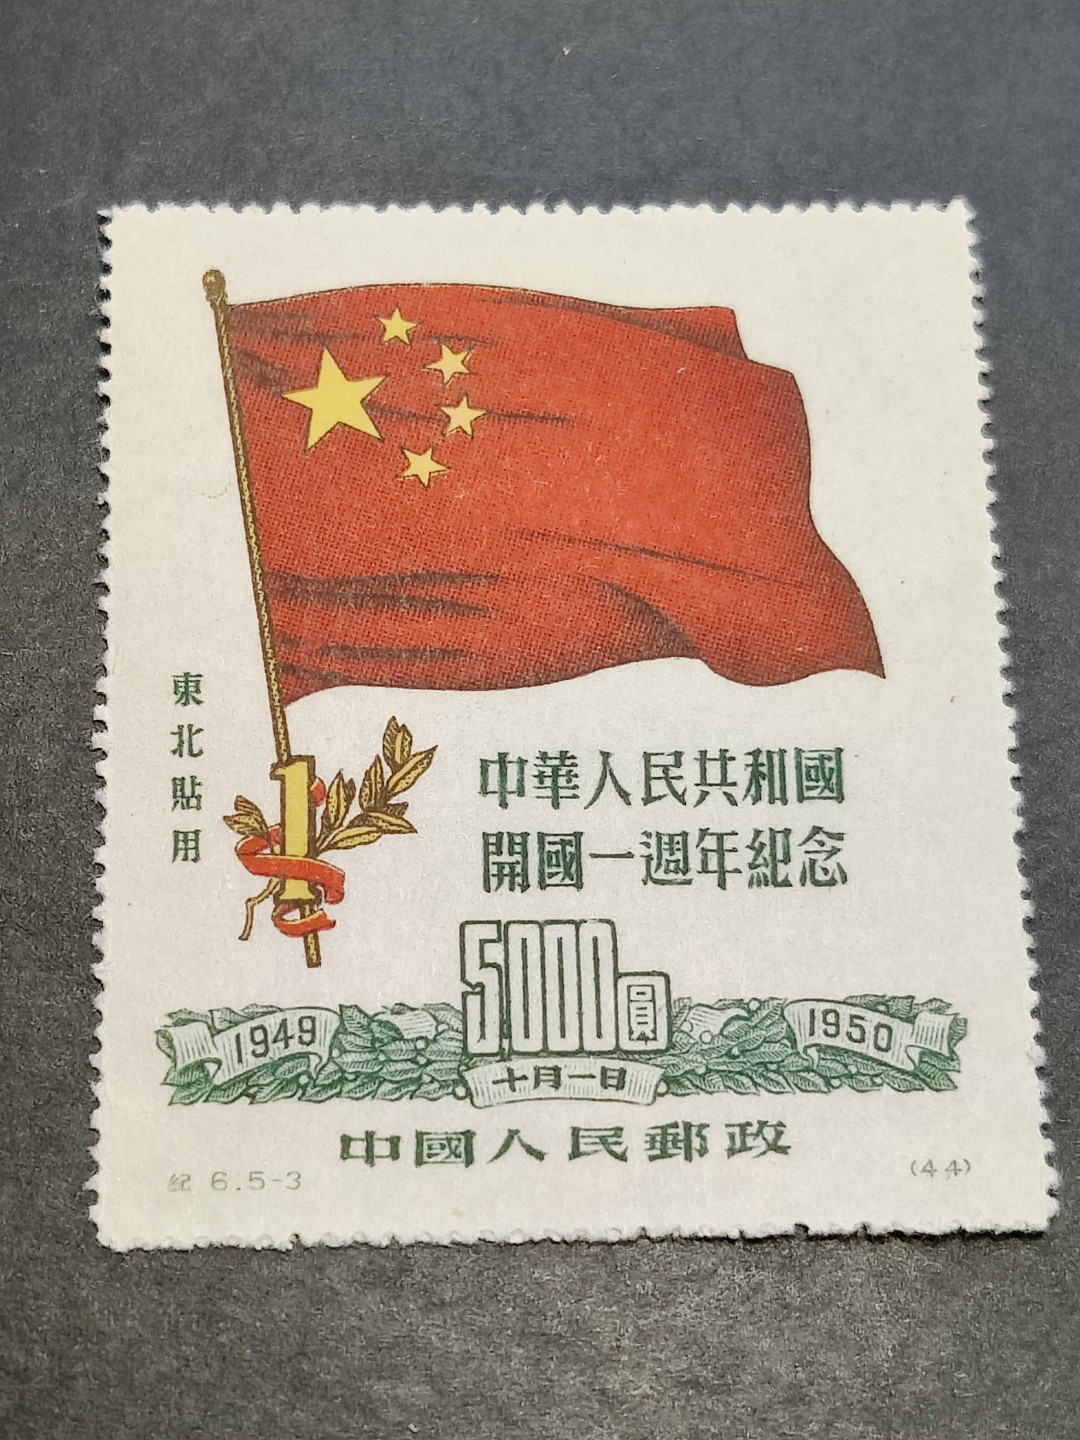 東北貼用
中華人民共和國
開國一週年紀念
5000圓
1949
1950
十月一日
中國人民郵政
纪 6.5-3
(44)